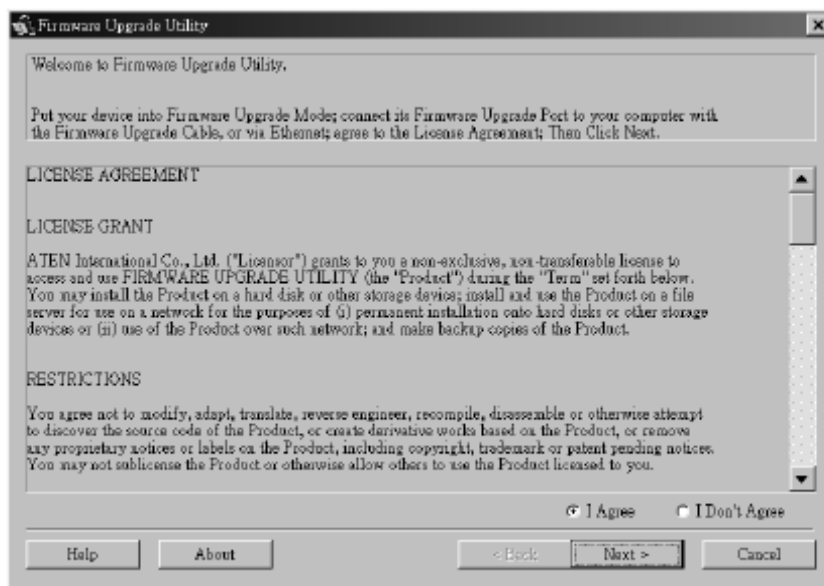 Firmware Upgrade Utility
Welcome to Firmware Upgrade Utility.
Put your device into Firmware Upgrade Mode; connect its Firmware Upgrade Port to your computer with
the Firmware Upgrade Cable, or via Ethernet; agree to the License Agreement; Then Click Next.
LICENSE AGREEMENT
LICENSE GRANT
ATEN International Co., Ltd. ("Licensor") grants to you a non-exclusive, non-transferable license to
access and use FIRMWARE UPGRADE UTILITY (the "Product") during the "Term" set forth below.
You may install the Product on a hard disk or other storage device; install and use the Product on a file
server for use on a network for the purposes of (i) permanent installation onto hard disks or other storage
devices or (ii) use of the Product over such network; and make backup copies of the Product.
RESTRICTIONS
You agree not to modify, adapt, translate, reverse engineer, recompile, disassemble or otherwise attempt
to discover the source code of the Product, or create derivative works based on the Product, or remove
any proprietary notices or labels on the Product, including copyright, trademark or patent pending notices.
You may not sublicense the Product or otherwise allow others to use the Product licensed to you.
I Agree I Don't Agree
Help About < Back Next > Cancel